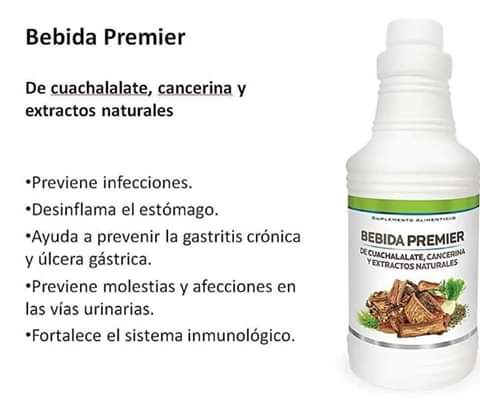 Bebida Premier
De cuachalalate, cancerina y
extractos naturales
•Previene infecciones.
•Desinflama el estómago.
•Ayuda a prevenir la gastritis crónica
y úlcera gástrica.
•Previene molestias y afecciones en
las vías urinarias.
•Fortalece el sistema inmunológico.
SUPLEMENTO ALIMENTICIO
BEBIDA PREMIER
DE CUACHALALATE, CANCERINA
Y EXTRACTOS NATURALES